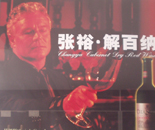 张裕·解百纳
Changyu Cabernet Dry Red Wine